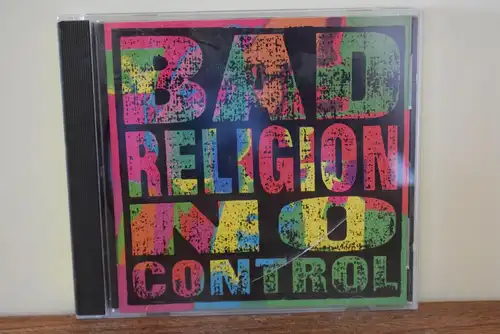 BAD
RELIGION
NO
CONTROL